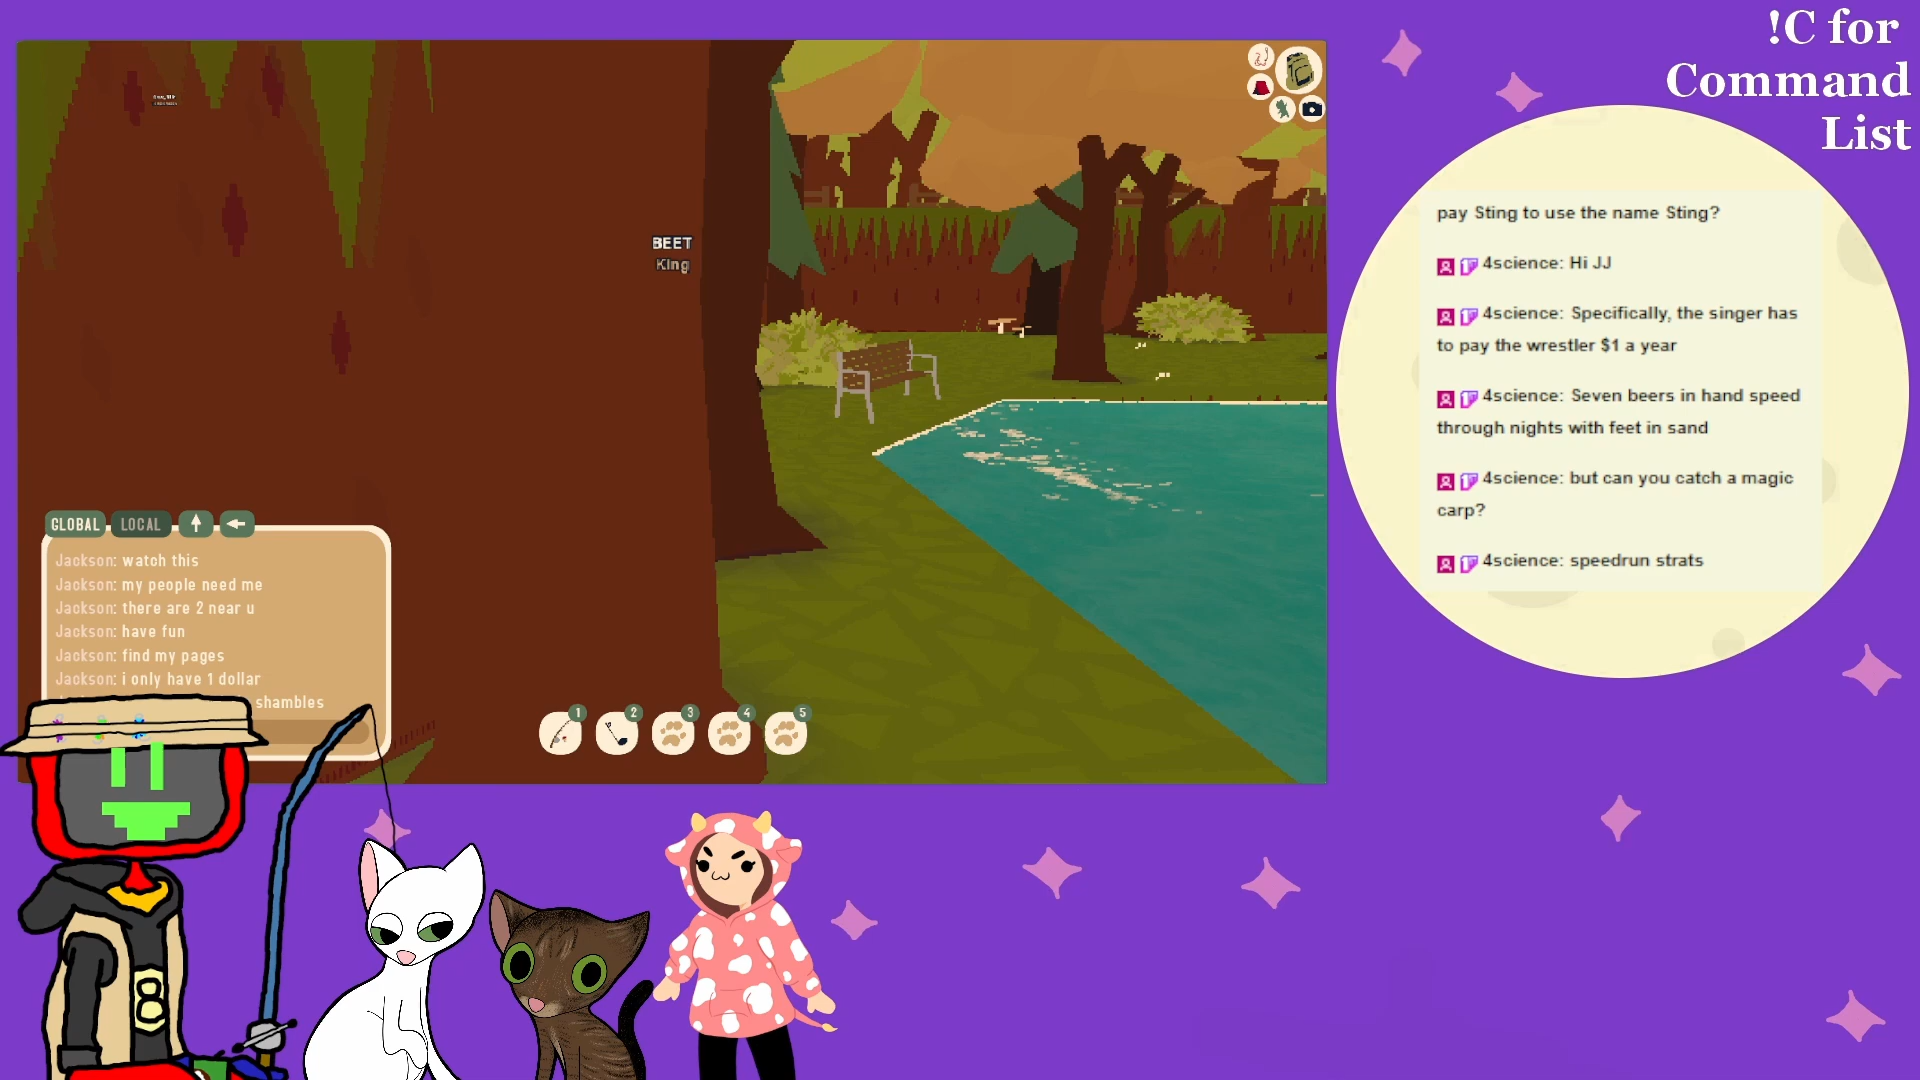 !C for
Command
List
BEET
King
pay Sting to use the name Sting?
4science: Hi JJ
4science: Specifically, the singer has
to pay the wrestler $1 a year
4science: Seven beers in hand speed
through nights with feet in sand
4science: but can you catch a magic
carp?
4science: speedrun strats
GLOBAL LOCAL
Jackson: watch this
Jackson: my people need me
Jackson: there are 2 near u
Jackson: have fun
Jackson: find my pages
Jackson: i only have 1 dollar
shambles
1 2 3 4 5
8